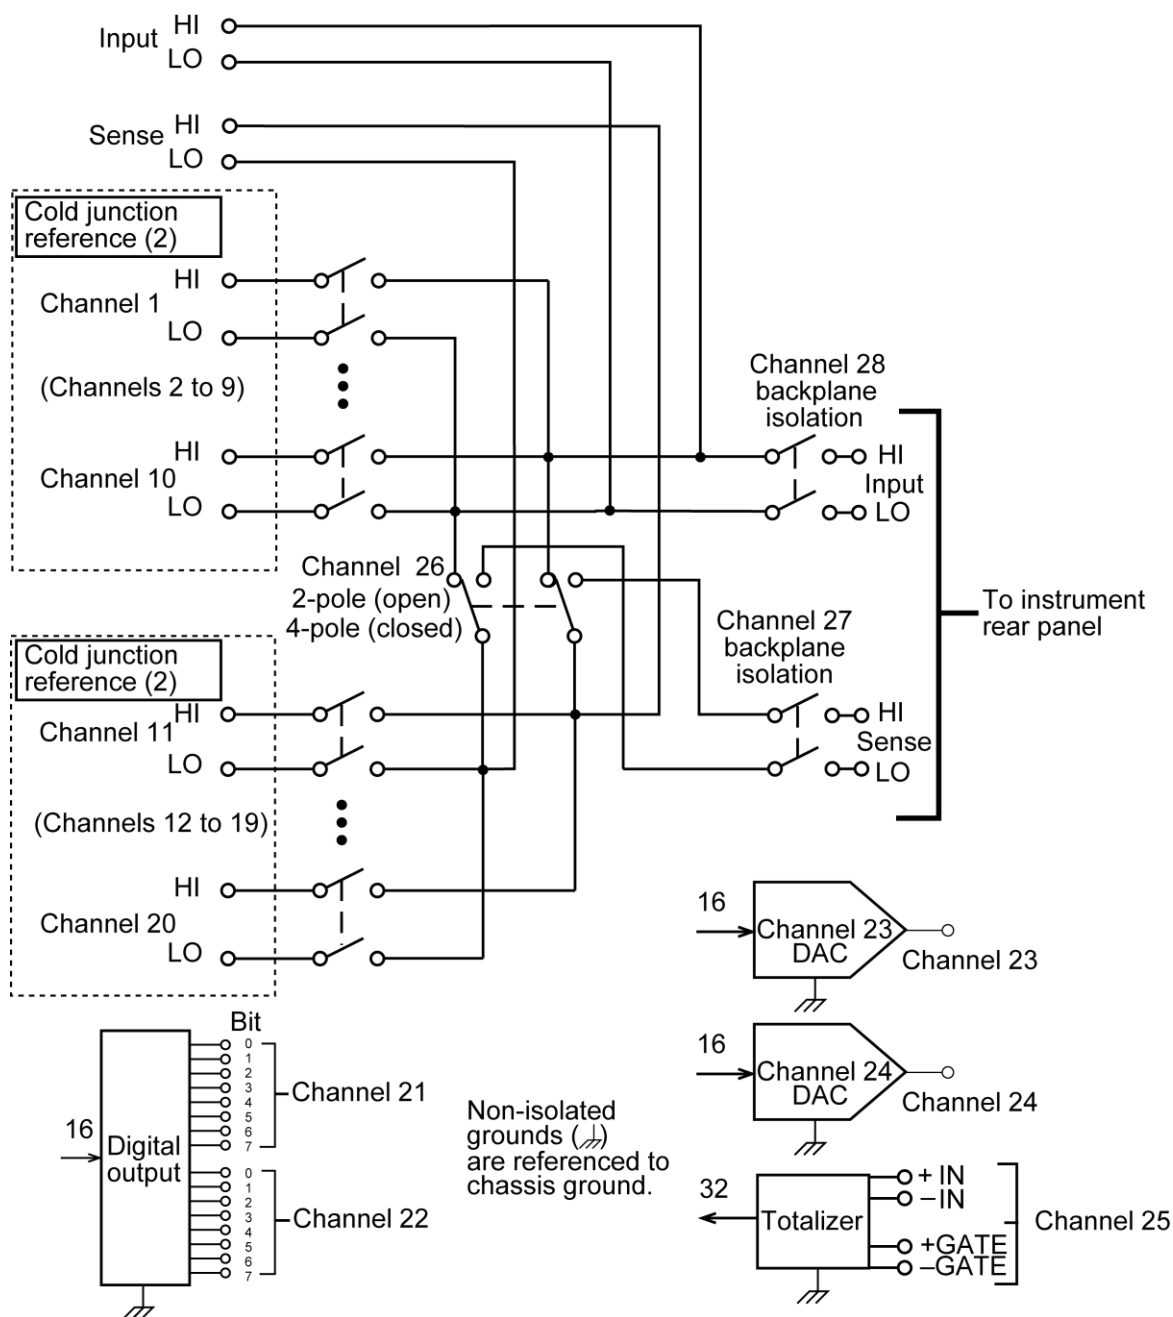 Input
HI
LO
Sense
HI
LO
Cold junction
reference (2)
Channel 1
HI
LO
(Channels 2 to 9)
Channel 10
HI
LO
Channel 28
backplane
isolation
HI
Input
LO
Channel 26
2-pole (open)
4-pole (closed)
Channel 27
backplane
isolation
HI
Sense
LO
To instrument
rear panel
Cold junction
reference (2)
Channel 11
HI
LO
(Channels 12 to 19)
Channel 20
HI
LO
16
Channel 23
DAC
Channel 23
16
Channel 24
DAC
Channel 24
Bit
0
1
2
3
4
5
6
7
Channel 21
16
Digital
output
0
1
2
3
4
5
6
7
Channel 22
Non-isolated
grounds ( )
are referenced to
chassis ground.
32
Totalizer
+ IN
– IN
+GATE
–GATE
Channel 25